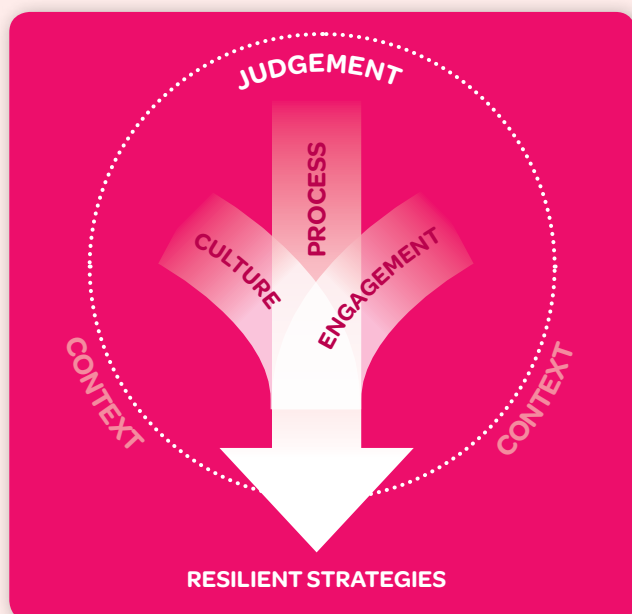 JUDGEMENT
PROCESS
CULTURE
ENGAGEMENT
CONTEXT
CONTEXT
RESILIENT STRATEGIES